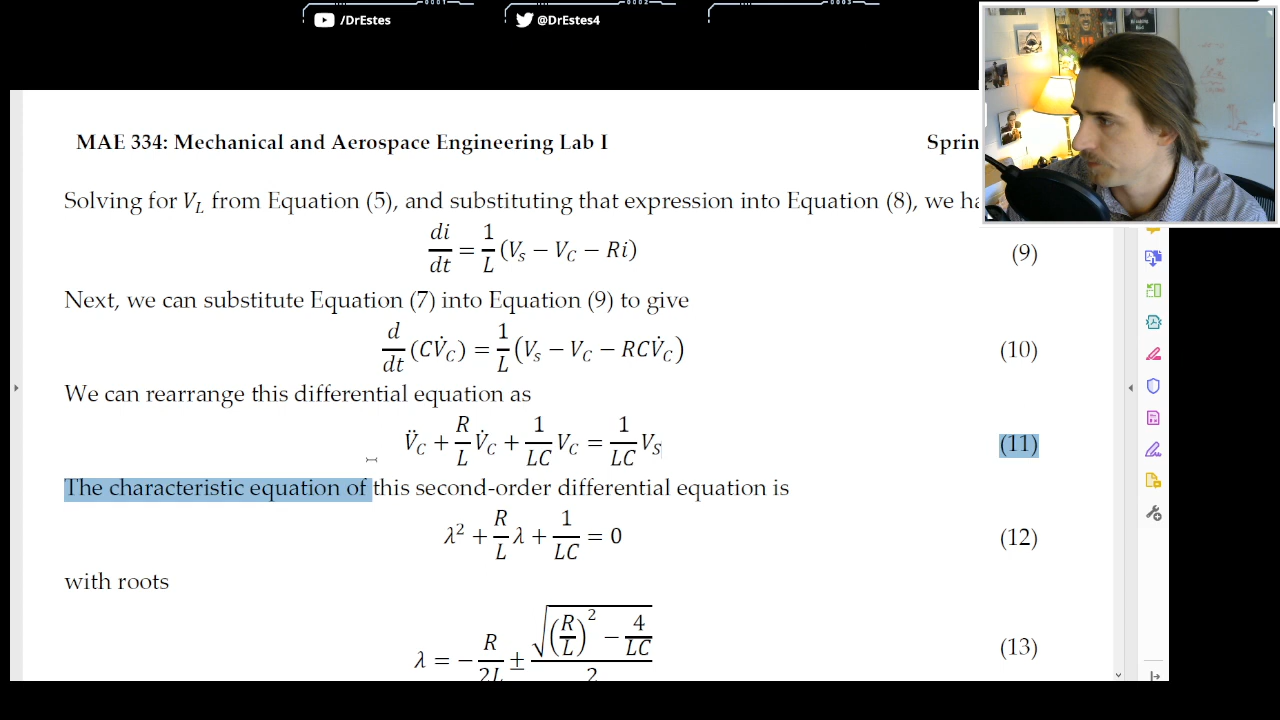 0001 0002 0003
/DrEstes @DrEstes4
MAE 334: Mechanical and Aerospace Engineering Lab I Sprin
Solving for V_L from Equation (5), and substituting that expression into Equation (8), we ha
di/dt = 1/L (V_s − V_C − Ri) (9)
Next, we can substitute Equation (7) into Equation (9) to give
d/dt (CV̇_C) = 1/L (V_s − V_C − RCV̇_C) (10)
We can rearrange this differential equation as
V̈_C + R/L V̇_C + 1/LC V_C = 1/LC V_S (11)
The characteristic equation of this second-order differential equation is
λ² + R/L λ + 1/LC = 0 (12)
with roots
λ = − R/2L ± √((R/L)² − 4/LC)/2 (13)